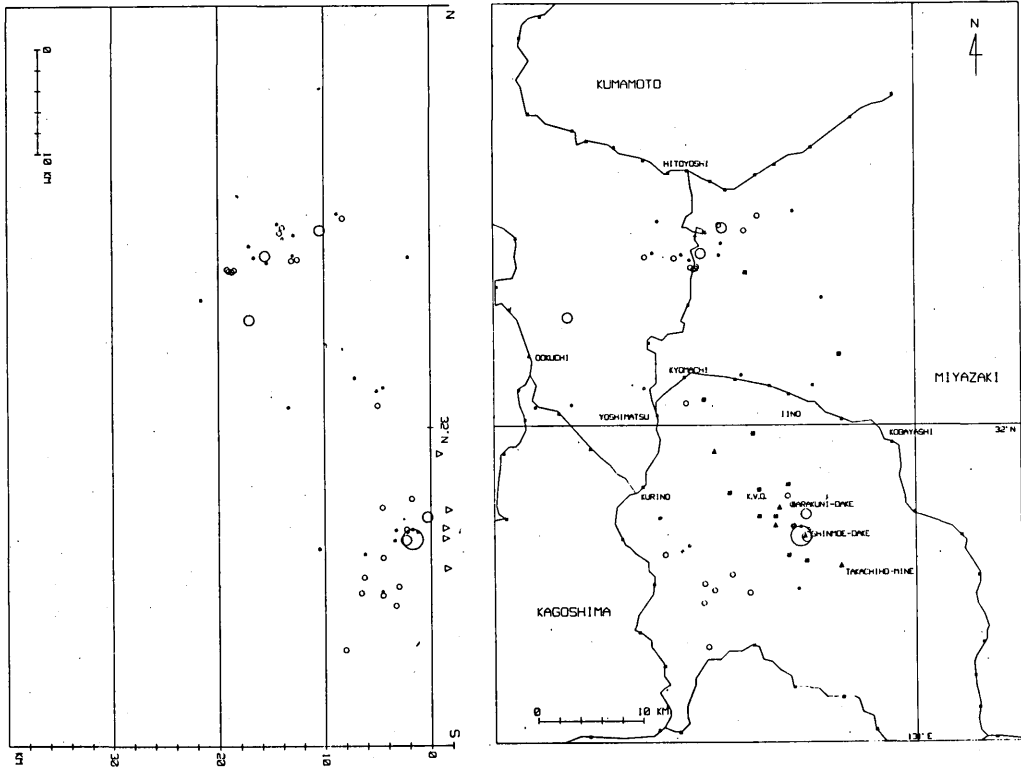 N
0
10 KM
32°N
S
KM
30
20
10
0
N
KUMAMOTO
HITOYOSHI
OOKUCHI
KYOMACHI
MIYAZAKI
YOSHIMATSU
IINO
32°N
KOBAYASHI
KURINO
K.V.O.
KARAKUNI-DAKE
SHINMOE-DAKE
TAKACHIHO-MINE
KAGOSHIMA
0
10 KM
131°E